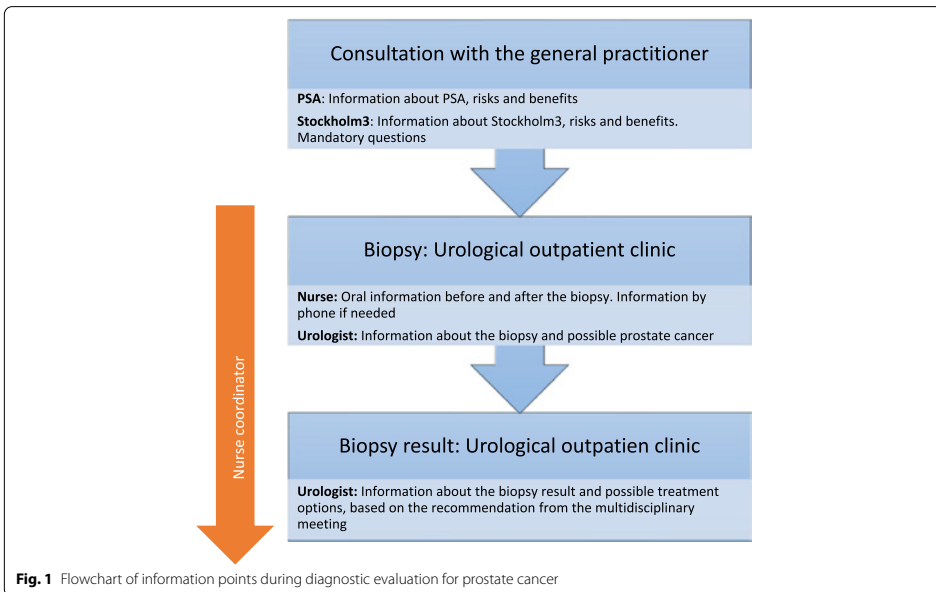 Consultation with the general practitioner
PSA: Information about PSA, risks and benefits
Stockholm3: Information about Stockholm3, risks and benefits.
Mandatory questions
Biopsy: Urological outpatient clinic
Nurse: Oral information before and after the biopsy. Information by
phone if needed
Urologist: Information about the biopsy and possible prostate cancer
Nurse coordinator
Biopsy result: Urological outpatien clinic
Urologist: Information about the biopsy result and possible treatment
options, based on the recommendation from the multidisciplinary
meeting
Fig. 1 Flowchart of information points during diagnostic evaluation for prostate cancer